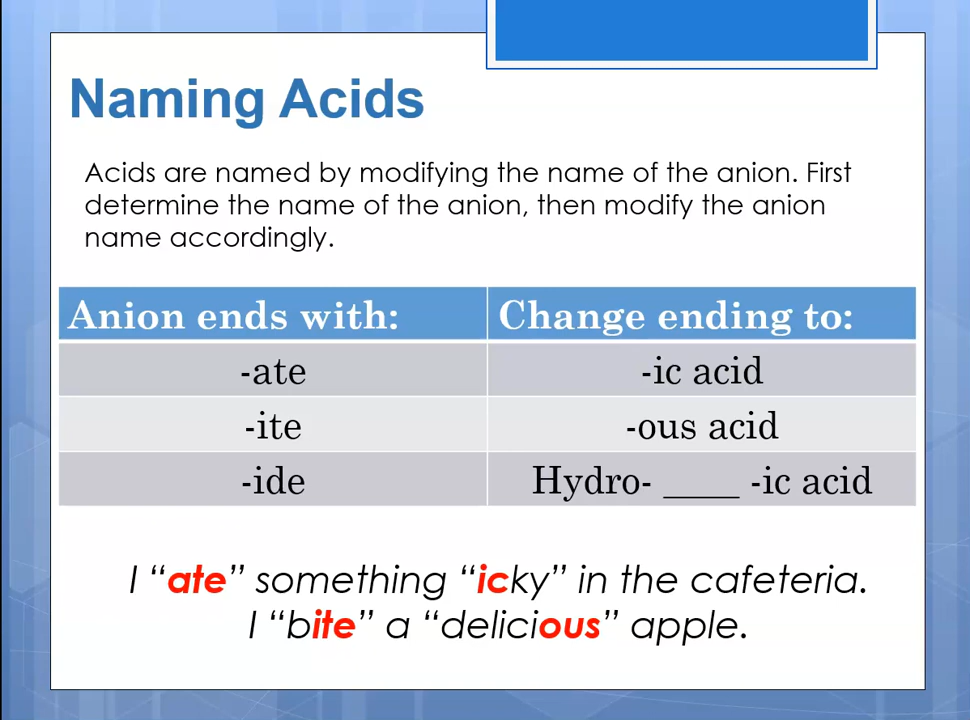 Naming Acids
Acids are named by modifying the name of the anion. First
determine the name of the anion, then modify the anion
name accordingly.
Anion ends with: Change ending to:
-ate -ic acid
-ite -ous acid
-ide Hydro- ____ -ic acid
I “ate” something “icky” in the cafeteria.
I “bite” a “delicious” apple.